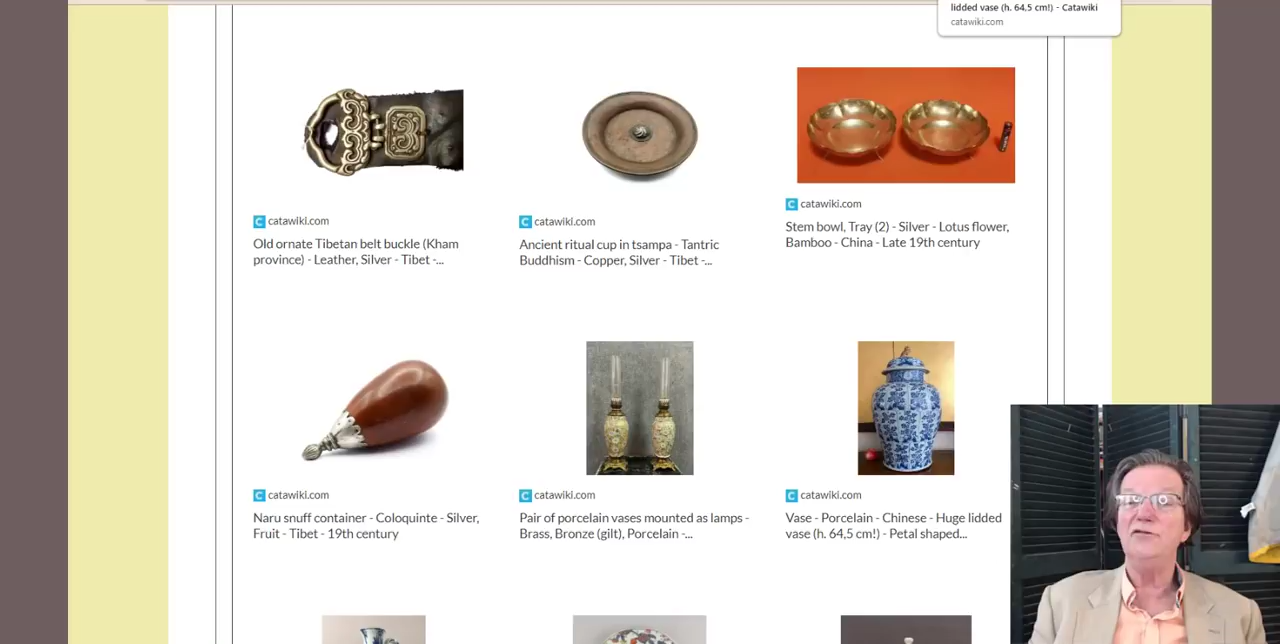 lidded vase (h. 64,5 cm!) - Catawiki
catawiki.com
catawiki.com
Old ornate Tibetan belt buckle (Kham
province) - Leather, Silver - Tibet -...
catawiki.com
Ancient ritual cup in tsampa - Tantric
Buddhism - Copper, Silver - Tibet -...
catawiki.com
Stem bowl, Tray (2) - Silver - Lotus flower,
Bamboo - China - Late 19th century
catawiki.com
Naru snuff container - Coloquinte - Silver,
Fruit - Tibet - 19th century
catawiki.com
Pair of porcelain vases mounted as lamps -
Brass, Bronze (gilt), Porcelain -...
catawiki.com
Vase - Porcelain - Chinese - Huge lidded
vase (h. 64,5 cm!) - Petal shaped...